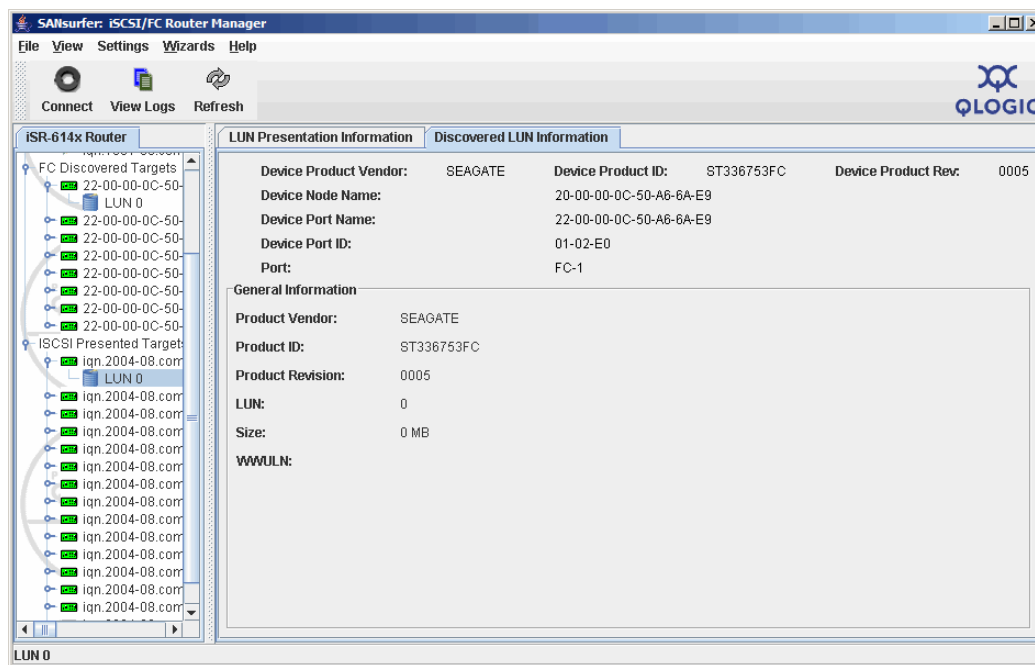 SANsurfer: iSCSI/FC Router Manager
File View Settings Wizards Help
Connect View Logs Refresh
QLOGIC
iSR-614x Router
FC Discovered Targets
22-00-00-0C-50-
LUN 0
22-00-00-0C-50-
22-00-00-0C-50-
22-00-00-0C-50-
22-00-00-0C-50-
22-00-00-0C-50-
22-00-00-0C-50-
22-00-00-0C-50-
ISCSI Presented Targets
iqn.2004-08.com
LUN 0
iqn.2004-08.com
iqn.2004-08.com
iqn.2004-08.com
iqn.2004-08.com
iqn.2004-08.com
iqn.2004-08.com
iqn.2004-08.com
iqn.2004-08.com
iqn.2004-08.com
iqn.2004-08.com
iqn.2004-08.com
iqn.2004-08.com
iqn.2004-08.com
LUN Presentation Information Discovered LUN Information
Device Product Vendor: SEAGATE Device Product ID: ST336753FC Device Product Rev: 0005
Device Node Name: 20-00-00-0C-50-A6-6A-E9
Device Port Name: 22-00-00-0C-50-A6-6A-E9
Device Port ID: 01-02-E0
Port: FC-1
General Information
Product Vendor: SEAGATE
Product ID: ST336753FC
Product Revision: 0005
LUN: 0
Size: 0 MB
WWULN:
LUN 0